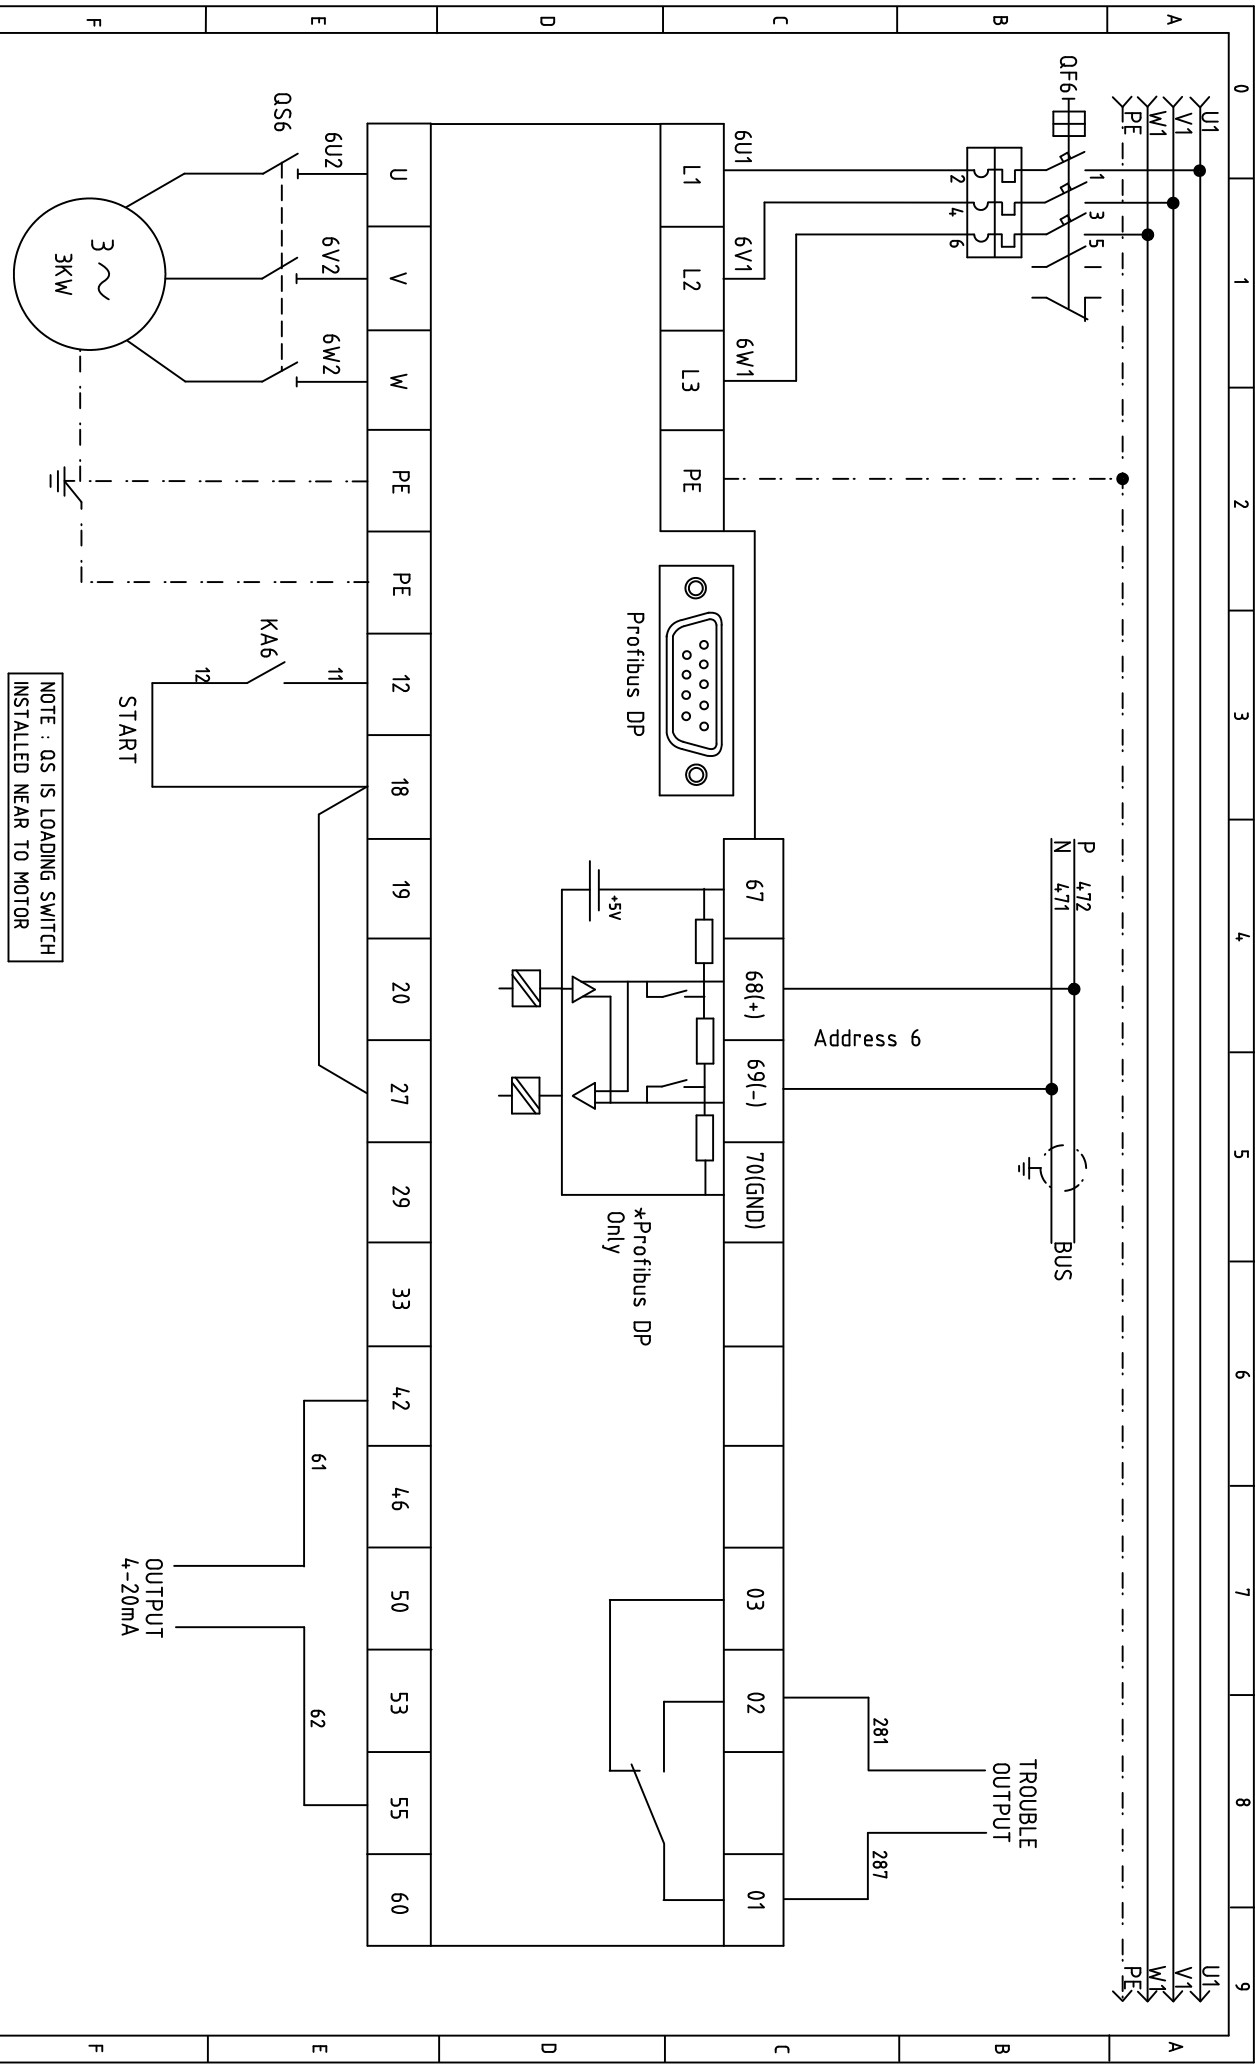 0
1
2
3
4
5
6
7
8
9
A
A
U1
U1
V1
V1
W1
W1
PE
PE
QF6
B
B
1
3
5
2
4
6
P 472
N 471
BUS
Address 6
TROUBLE
OUTPUT
281
287
C
C
6U1
6V1
6W1
L1
L2
L3
PE
67
68(+)
69(-)
70(GND)
03
02
01
Profibus DP
+5V
*Profibus DP
Only
D
D
U
V
W
PE
PE
12
18
19
20
27
29
33
42
46
50
53
55
60
E
E
6U2
6V2
6W2
QS6
KA6
11
12
START
61
62
OUTPUT
4-20mA
F
F
3
3KW
NOTE : QS IS LOADING SWITCH
INSTALLED NEAR TO MOTOR